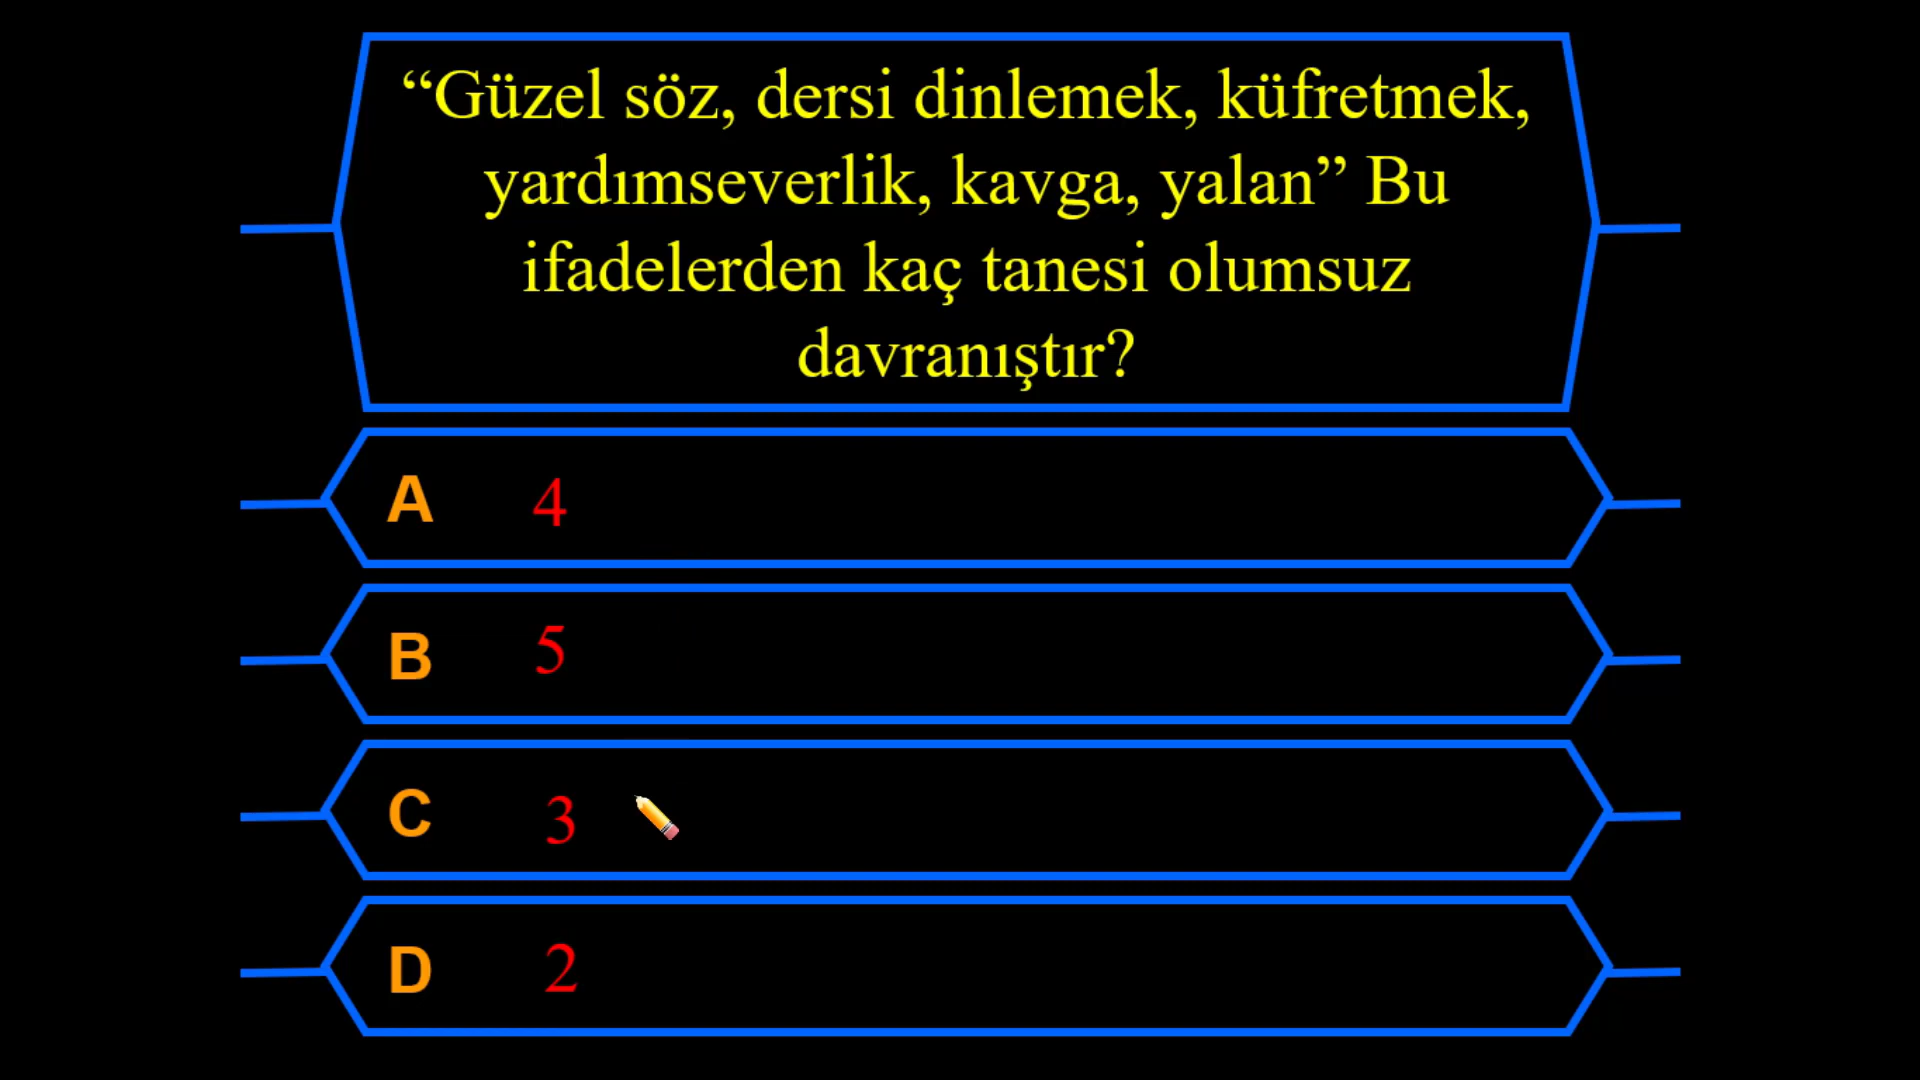 “Güzel söz, dersi dinlemek, küfretmek,
yardımseverlik, kavga, yalan” Bu
ifadelerden kaç tanesi olumsuz
davranıştır?
A 4
B 5
C 3
D 2